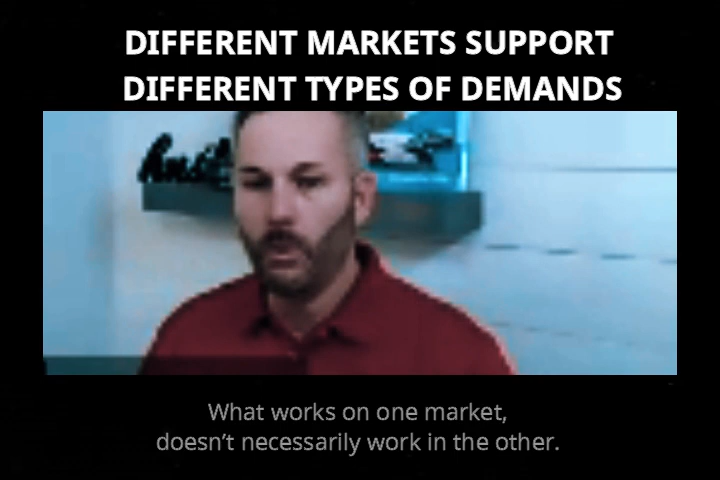 DIFFERENT MARKETS SUPPORT
DIFFERENT TYPES OF DEMANDS
What works on one market,
doesn't necessarily work in the other.